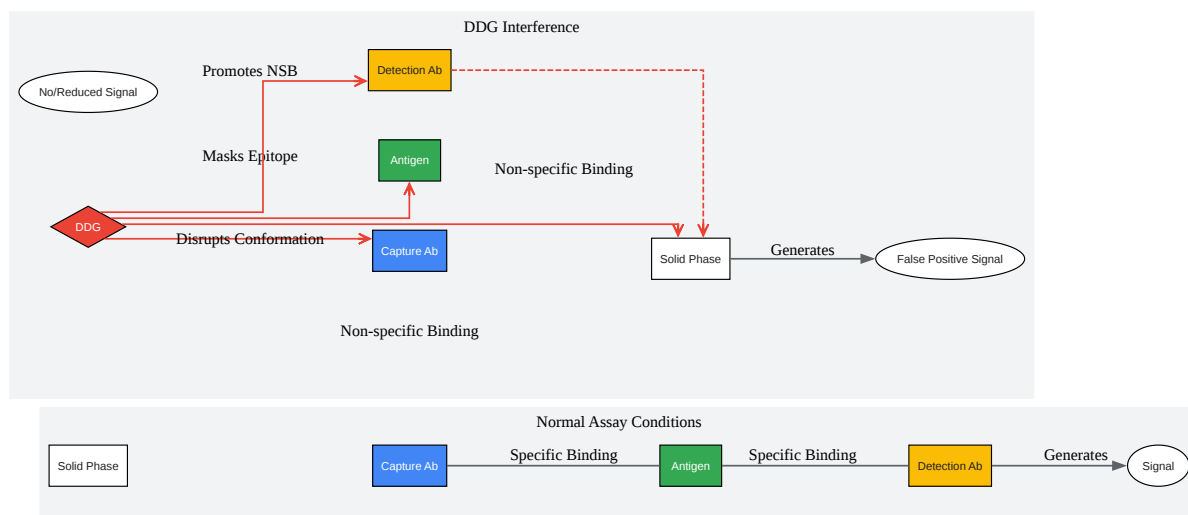 DDG Interference
Detection Ab
Promotes NSB
No/Reduced Signal
Masks Epitope
Antigen
Non-specific Binding
DDG
Disrupts Conformation
Capture Ab
Solid Phase
Generates
False Positive Signal
Non-specific Binding
Normal Assay Conditions
Solid Phase
Capture Ab
Specific Binding
Antigen
Specific Binding
Detection Ab
Generates
Signal